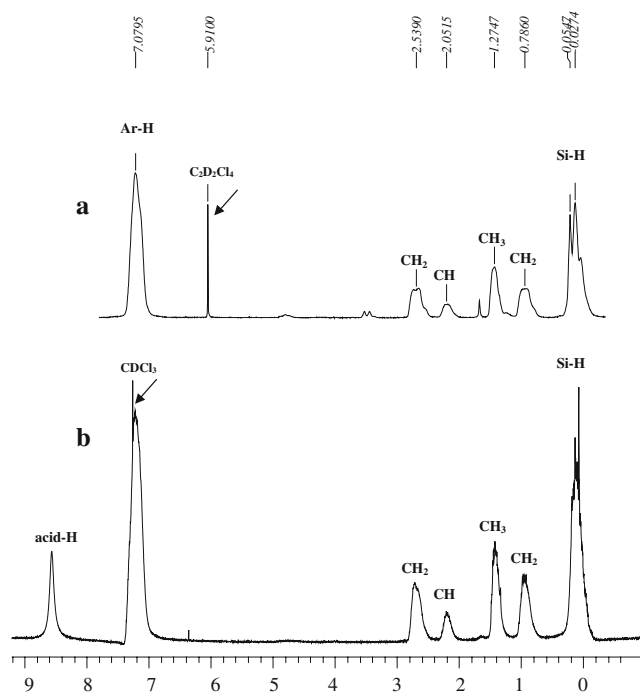 7.0795 5.9100 2.5390 2.0515 1.2747 0.7860 0.0547 0.0274
Ar-H
C₂D₂Cl₄
Si-H
a
CH₂ CH CH₃ CH₂
CDCl₃
Si-H
b
acid-H
CH₂ CH CH₃ CH₂
9 8 7 6 5 4 3 2 1 0